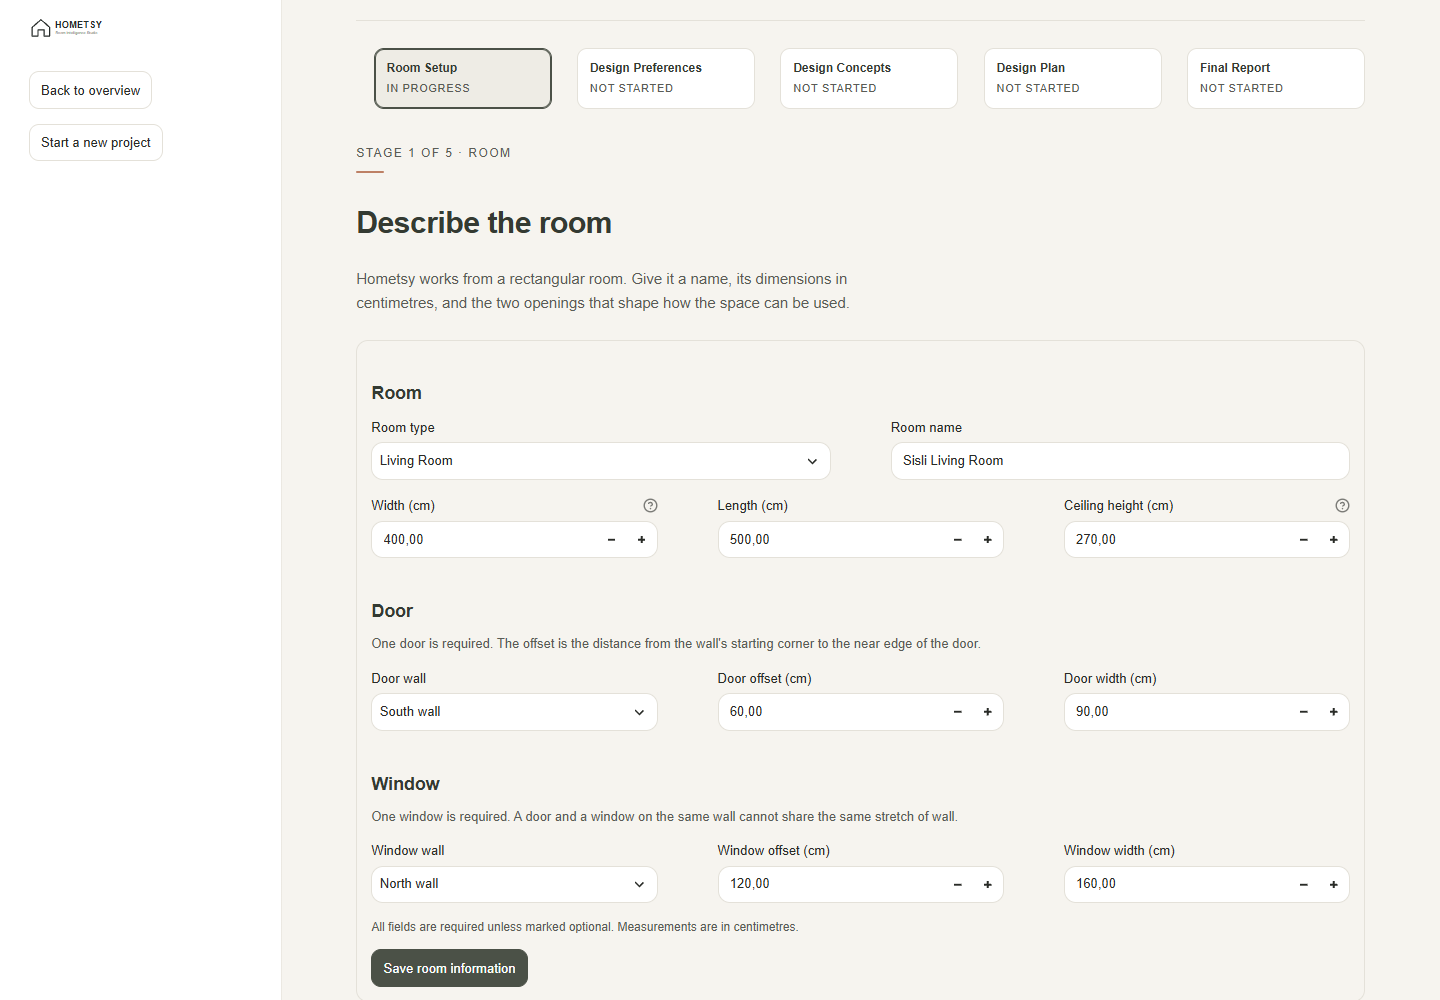 HOMETSY
Back to overview
Start a new project
Room Setup
IN PROGRESS
Design Preferences
NOT STARTED
Design Concepts
NOT STARTED
Design Plan
NOT STARTED
Final Report
NOT STARTED
STAGE 1 OF 5 · ROOM
Describe the room
Hometsy works from a rectangular room. Give it a name, its dimensions in
centimetres, and the two openings that shape how the space can be used.
Room
Room type
Room name
Living Room
Sisli Living Room
Width (cm)
Length (cm)
Ceiling height (cm)
400,00
500,00
270,00
Door
One door is required. The offset is the distance from the wall's starting corner to the near edge of the door.
Door wall
Door offset (cm)
Door width (cm)
South wall
60,00
90,00
Window
One window is required. A door and a window on the same wall cannot share the same stretch of wall.
Window wall
Window offset (cm)
Window width (cm)
North wall
120,00
160,00
All fields are required unless marked optional. Measurements are in centimetres.
Save room information